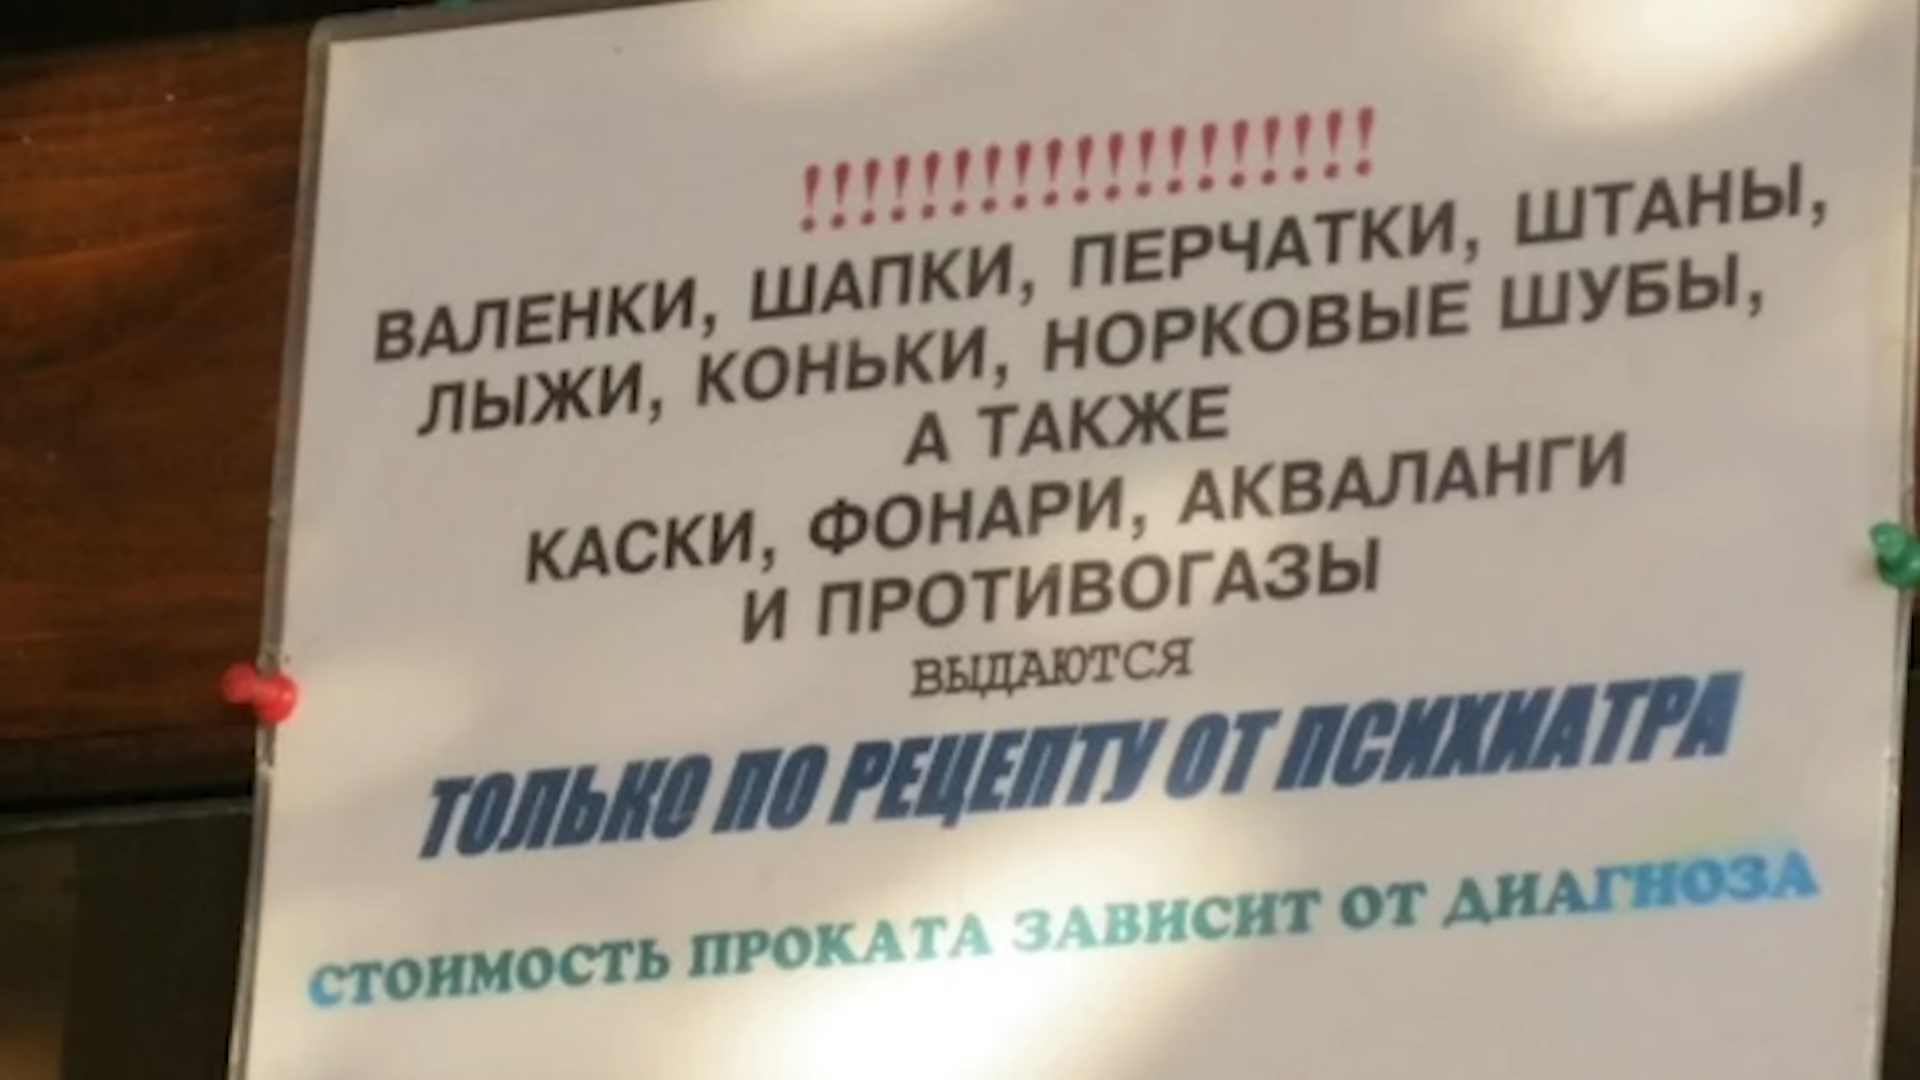 !!!!!!!!!!!!!!!!!!!
ВАЛЕНКИ, ШАПКИ, ПЕРЧАТКИ, ШТАНЫ,
ЛЫЖИ, КОНЬКИ, НОРКОВЫЕ ШУБЫ,
А ТАКЖЕ
КАСКИ, ФОНАРИ, АКВАЛАНГИ
И ПРОТИВОГАЗЫ
ВЫДАЮТСЯ
ТОЛЬКО ПО РЕЦЕПТУ ОТ ПСИХИАТРА
СТОИМОСТЬ ПРОКАТА ЗАВИСИТ ОТ ДИАГНОЗА